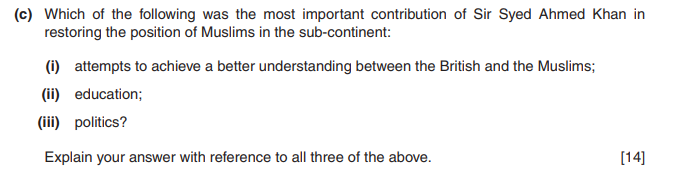 (c) Which of the following was the most important contribution of Sir Syed Ahmed Khan in
restoring the position of Muslims in the sub-continent:
(i) attempts to achieve a better understanding between the British and the Muslims;
(ii) education;
(iii) politics?
Explain your answer with reference to all three of the above. [14]